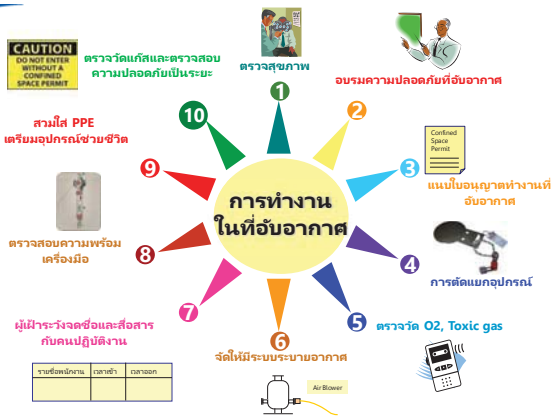 CAUTION
DO NOT ENTER
WITHOUT A
CONFINED
SPACE PERMIT
ตรวจวัดแก๊สและตรวจสอบ
ความปลอดภัยเป็นระยะ
ตรวจสุขภาพ
อบรมความปลอดภัยที่อับอากาศ
1
2
10
สวมใส่ PPE
เตรียมอุปกรณ์ช่วยชีวิต
9
3
Confined
Space
Permit
แนบใบอนุญาตทำงานที่
อับอากาศ
การทำงาน
ในที่อับอากาศ
ตรวจสอบความพร้อม
เครื่องมือ
8
4
การตัดแยกอุปกรณ์
7
5
ผู้เฝ้าระวังจดชื่อและสื่อสาร
กับคนปฏิบัติงาน
ตรวจวัด O2, Toxic gas
6
จัดให้มีระบบระบายอากาศ
รายชื่อพนักงาน เวลาเข้า เวลาออก
Air Blower